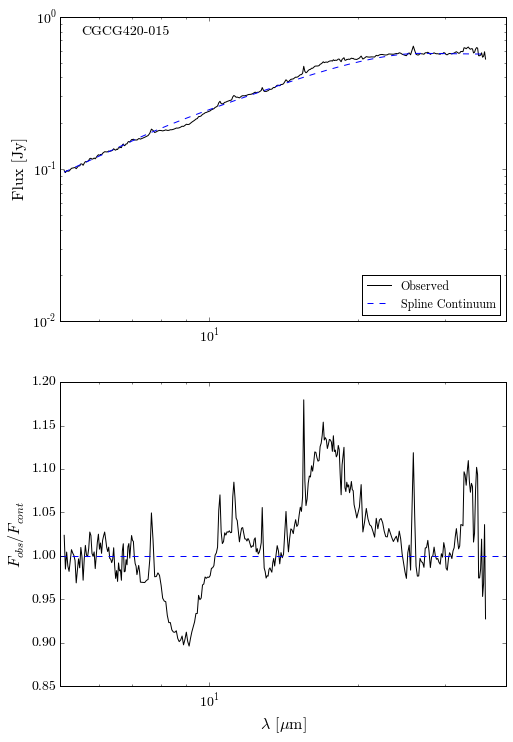 10^0
CGCG420-015
Flux [Jy]
10^-1
Observed
Spline Continuum
10^-2
10^1
1.20
1.15
1.10
1.05
F_obs/F_cont
1.00
0.95
0.90
0.85
10^1
λ [μm]